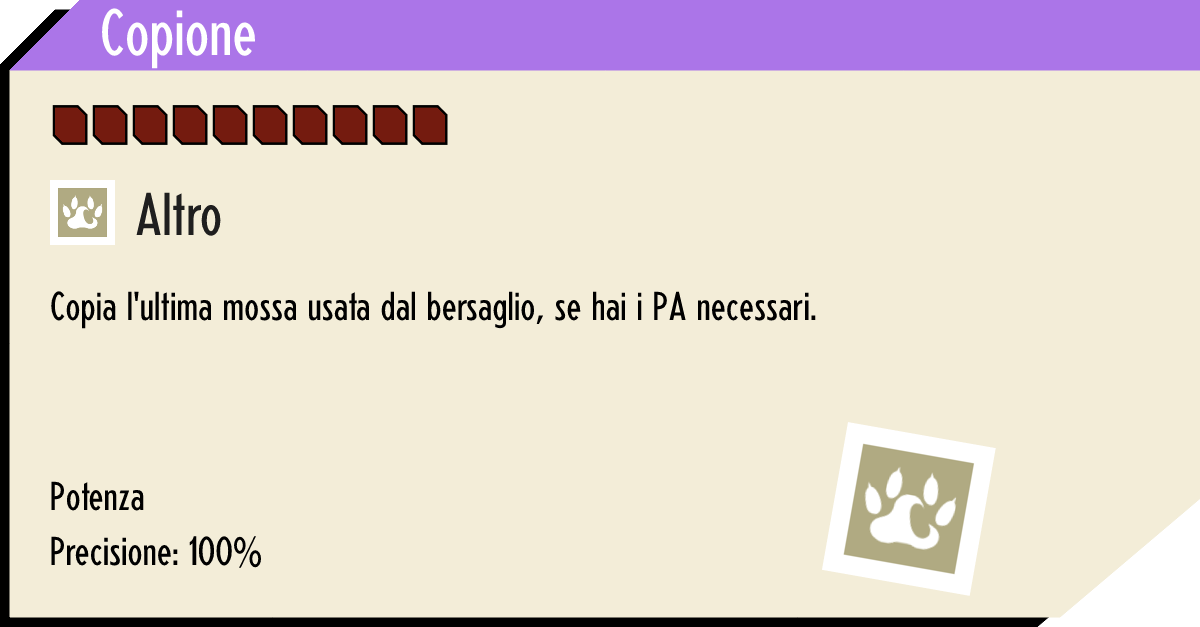 Copione
Altro
Copia l'ultima mossa usata dal bersaglio, se hai i PA necessari.
Potenza
Precisione: 100%